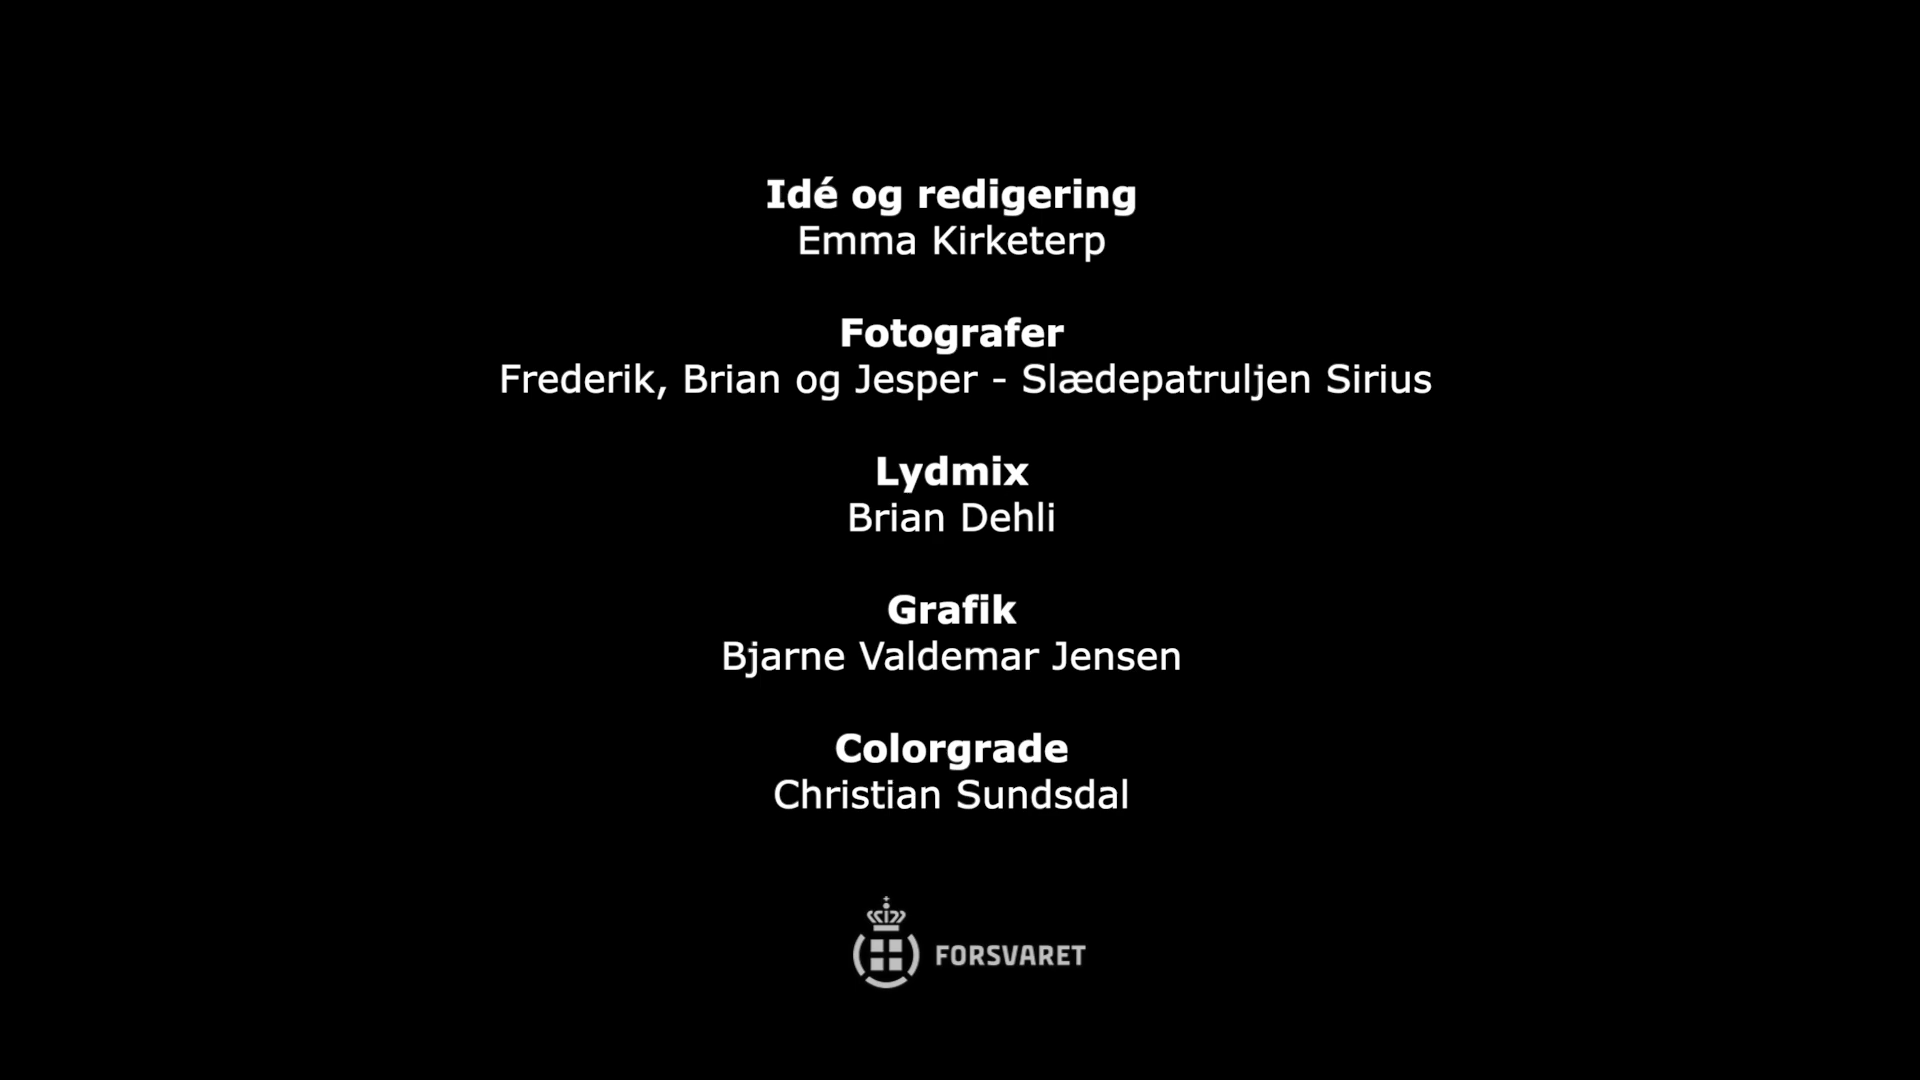 Idé og redigering
Emma Kirketerp
Fotografer
Frederik, Brian og Jesper - Slædepatruljen Sirius
Lydmix
Brian Dehli
Grafik
Bjarne Valdemar Jensen
Colorgrade
Christian Sundsdal
FORSVARET